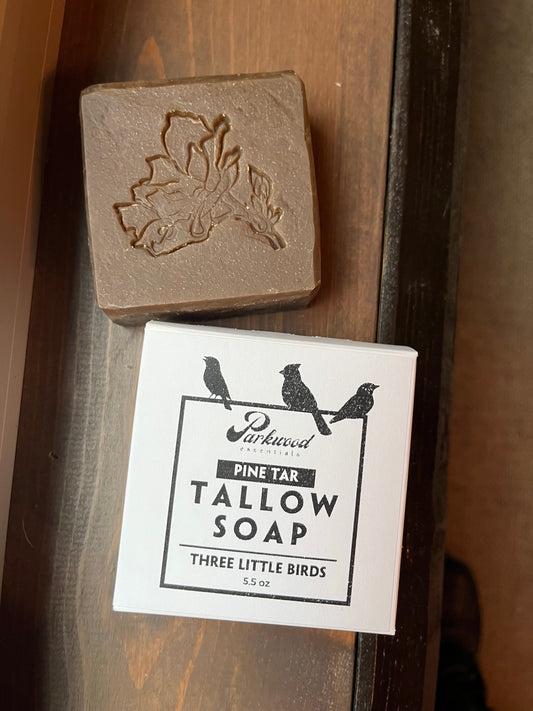 Parkwood
essentials
PINE TAR
TALLOW
SOAP
THREE LITTLE BIRDS
5.5 oz